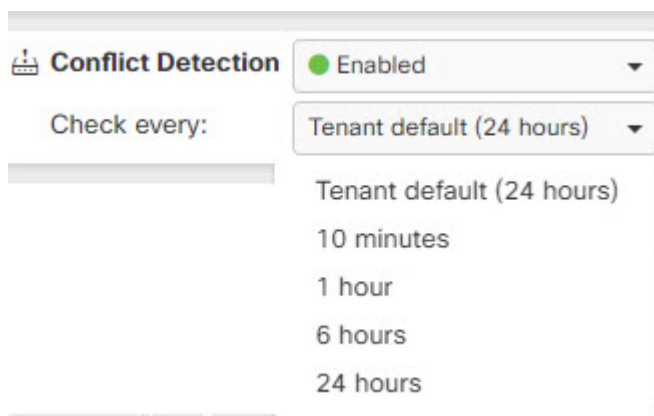 Conflict Detection Enabled
Check every: Tenant default (24 hours)
Tenant default (24 hours)
10 minutes
1 hour
6 hours
24 hours